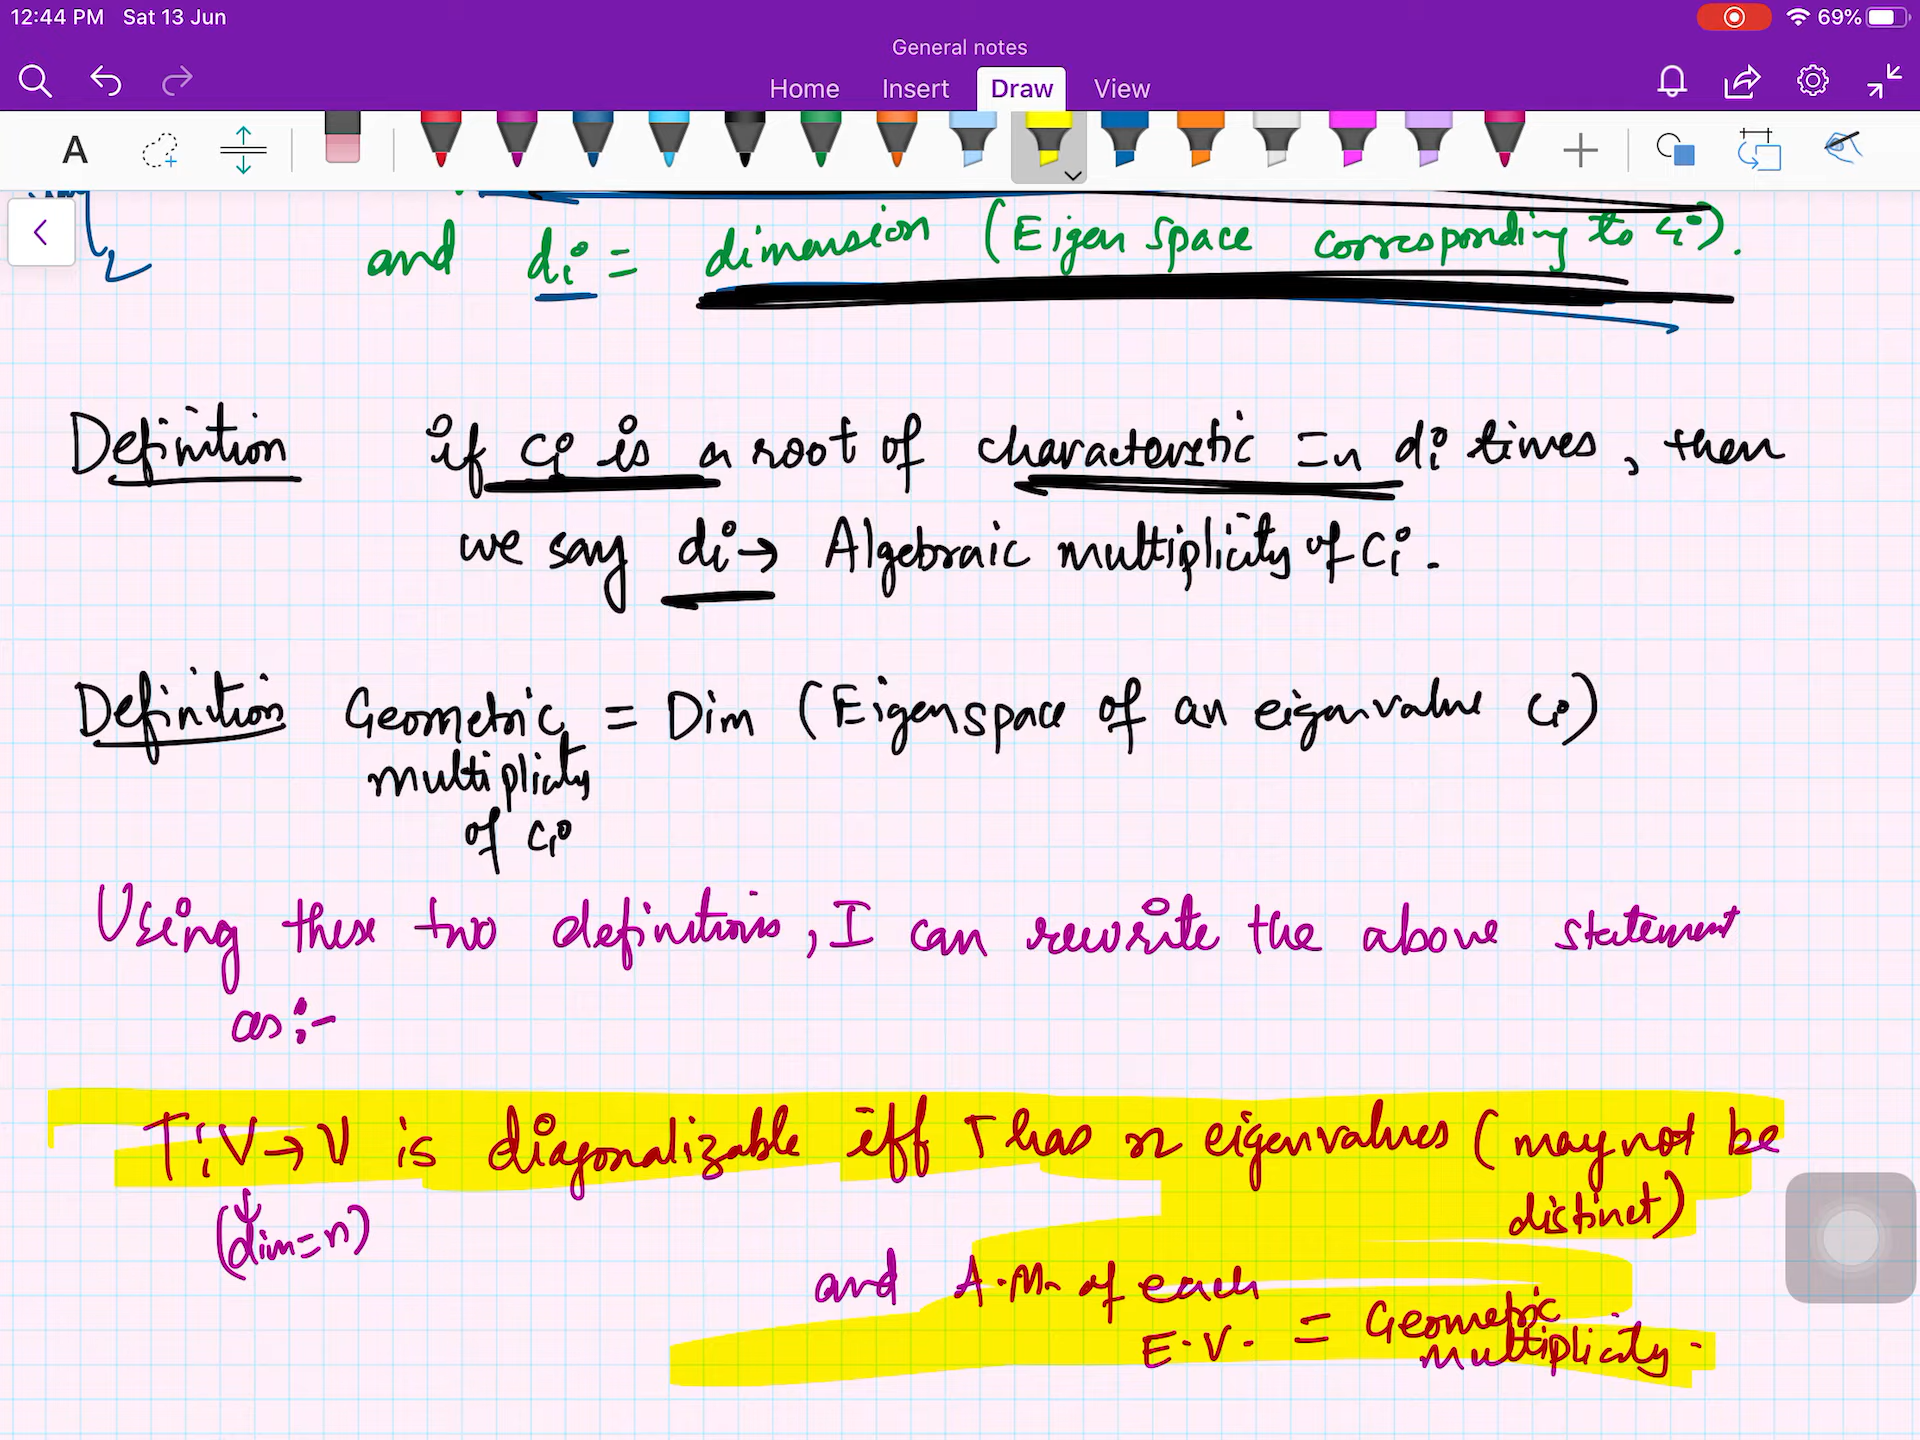 12:44 PM Sat 13 Jun
69%
General notes
Home Insert Draw View
A
and di = dimension (Eigen Space corresponding to ci).
Definition if ci is a root of characteristic =n di times, then
we say di → Algebraic multiplicity of ci.
Definition Geometric = Dim (Eigenspace of an eigenvalue ci)
multiplicity
of ci
Using these two definitions, I can rewrite the above statement
as:-
T: V → V is diagonalizable iff T has n eigenvalues (may not be
distinct)
(dim=n)
and A.M. of each
E.V. = Geometric
multiplicity.